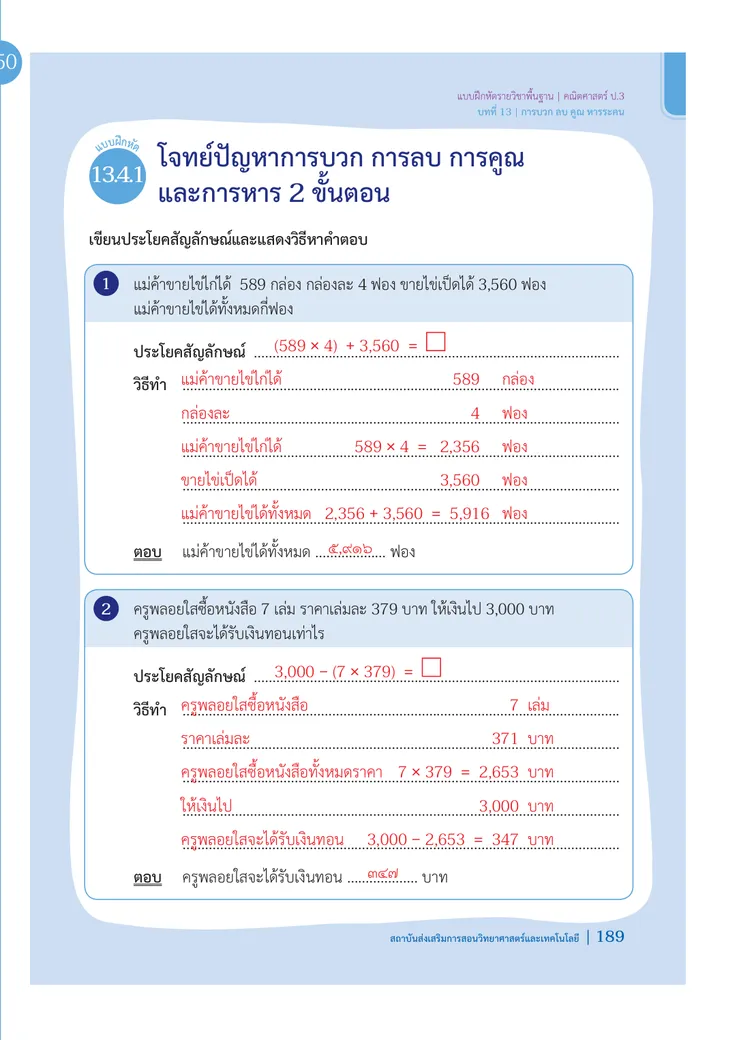 50
แบบฝึกหัดรายวิชาพื้นฐาน | คณิตศาสตร์ ป.3
บทที่ 13 | การบวก ลบ คูณ หารระคน
แบบฝึกหัด
13.4.1
โจทย์ปัญหาการบวก การลบ การคูณ
และการหาร 2 ขั้นตอน
เขียนประโยคสัญลักษณ์และแสดงวิธีหาคำตอบ
1 แม่ค้าขายไข่ไก่ได้ 589 กล่อง กล่องละ 4 ฟอง ขายไข่เป็ดได้ 3,560 ฟอง
แม่ค้าขายไข่ได้ทั้งหมดกี่ฟอง
ประโยคสัญลักษณ์ (589 × 4) + 3,560 = □
วิธีทำ แม่ค้าขายไข่ไก่ได้ 589 กล่อง
กล่องละ 4 ฟอง
แม่ค้าขายไข่ไก่ได้ 589 × 4 = 2,356 ฟอง
ขายไข่เป็ดได้ 3,560 ฟอง
แม่ค้าขายไข่ได้ทั้งหมด 2,356 + 3,560 = 5,916 ฟอง
ตอบ แม่ค้าขายไข่ได้ทั้งหมด ๕,๙๑๖ ฟอง
2 ครูพลอยใสซื้อหนังสือ 7 เล่ม ราคาเล่มละ 379 บาท ให้เงินไป 3,000 บาท
ครูพลอยใสจะได้รับเงินทอนเท่าไร
ประโยคสัญลักษณ์ 3,000 − (7 × 379) = □
วิธีทำ ครูพลอยใสซื้อหนังสือ 7 เล่ม
ราคาเล่มละ 371 บาท
ครูพลอยใสซื้อหนังสือทั้งหมดราคา 7 × 379 = 2,653 บาท
ให้เงินไป 3,000 บาท
ครูพลอยใสจะได้รับเงินทอน 3,000 − 2,653 = 347 บาท
ตอบ ครูพลอยใสจะได้รับเงินทอน ๓๔๗ บาท
สถาบันส่งเสริมการสอนวิทยาศาสตร์และเทคโนโลยี | 189